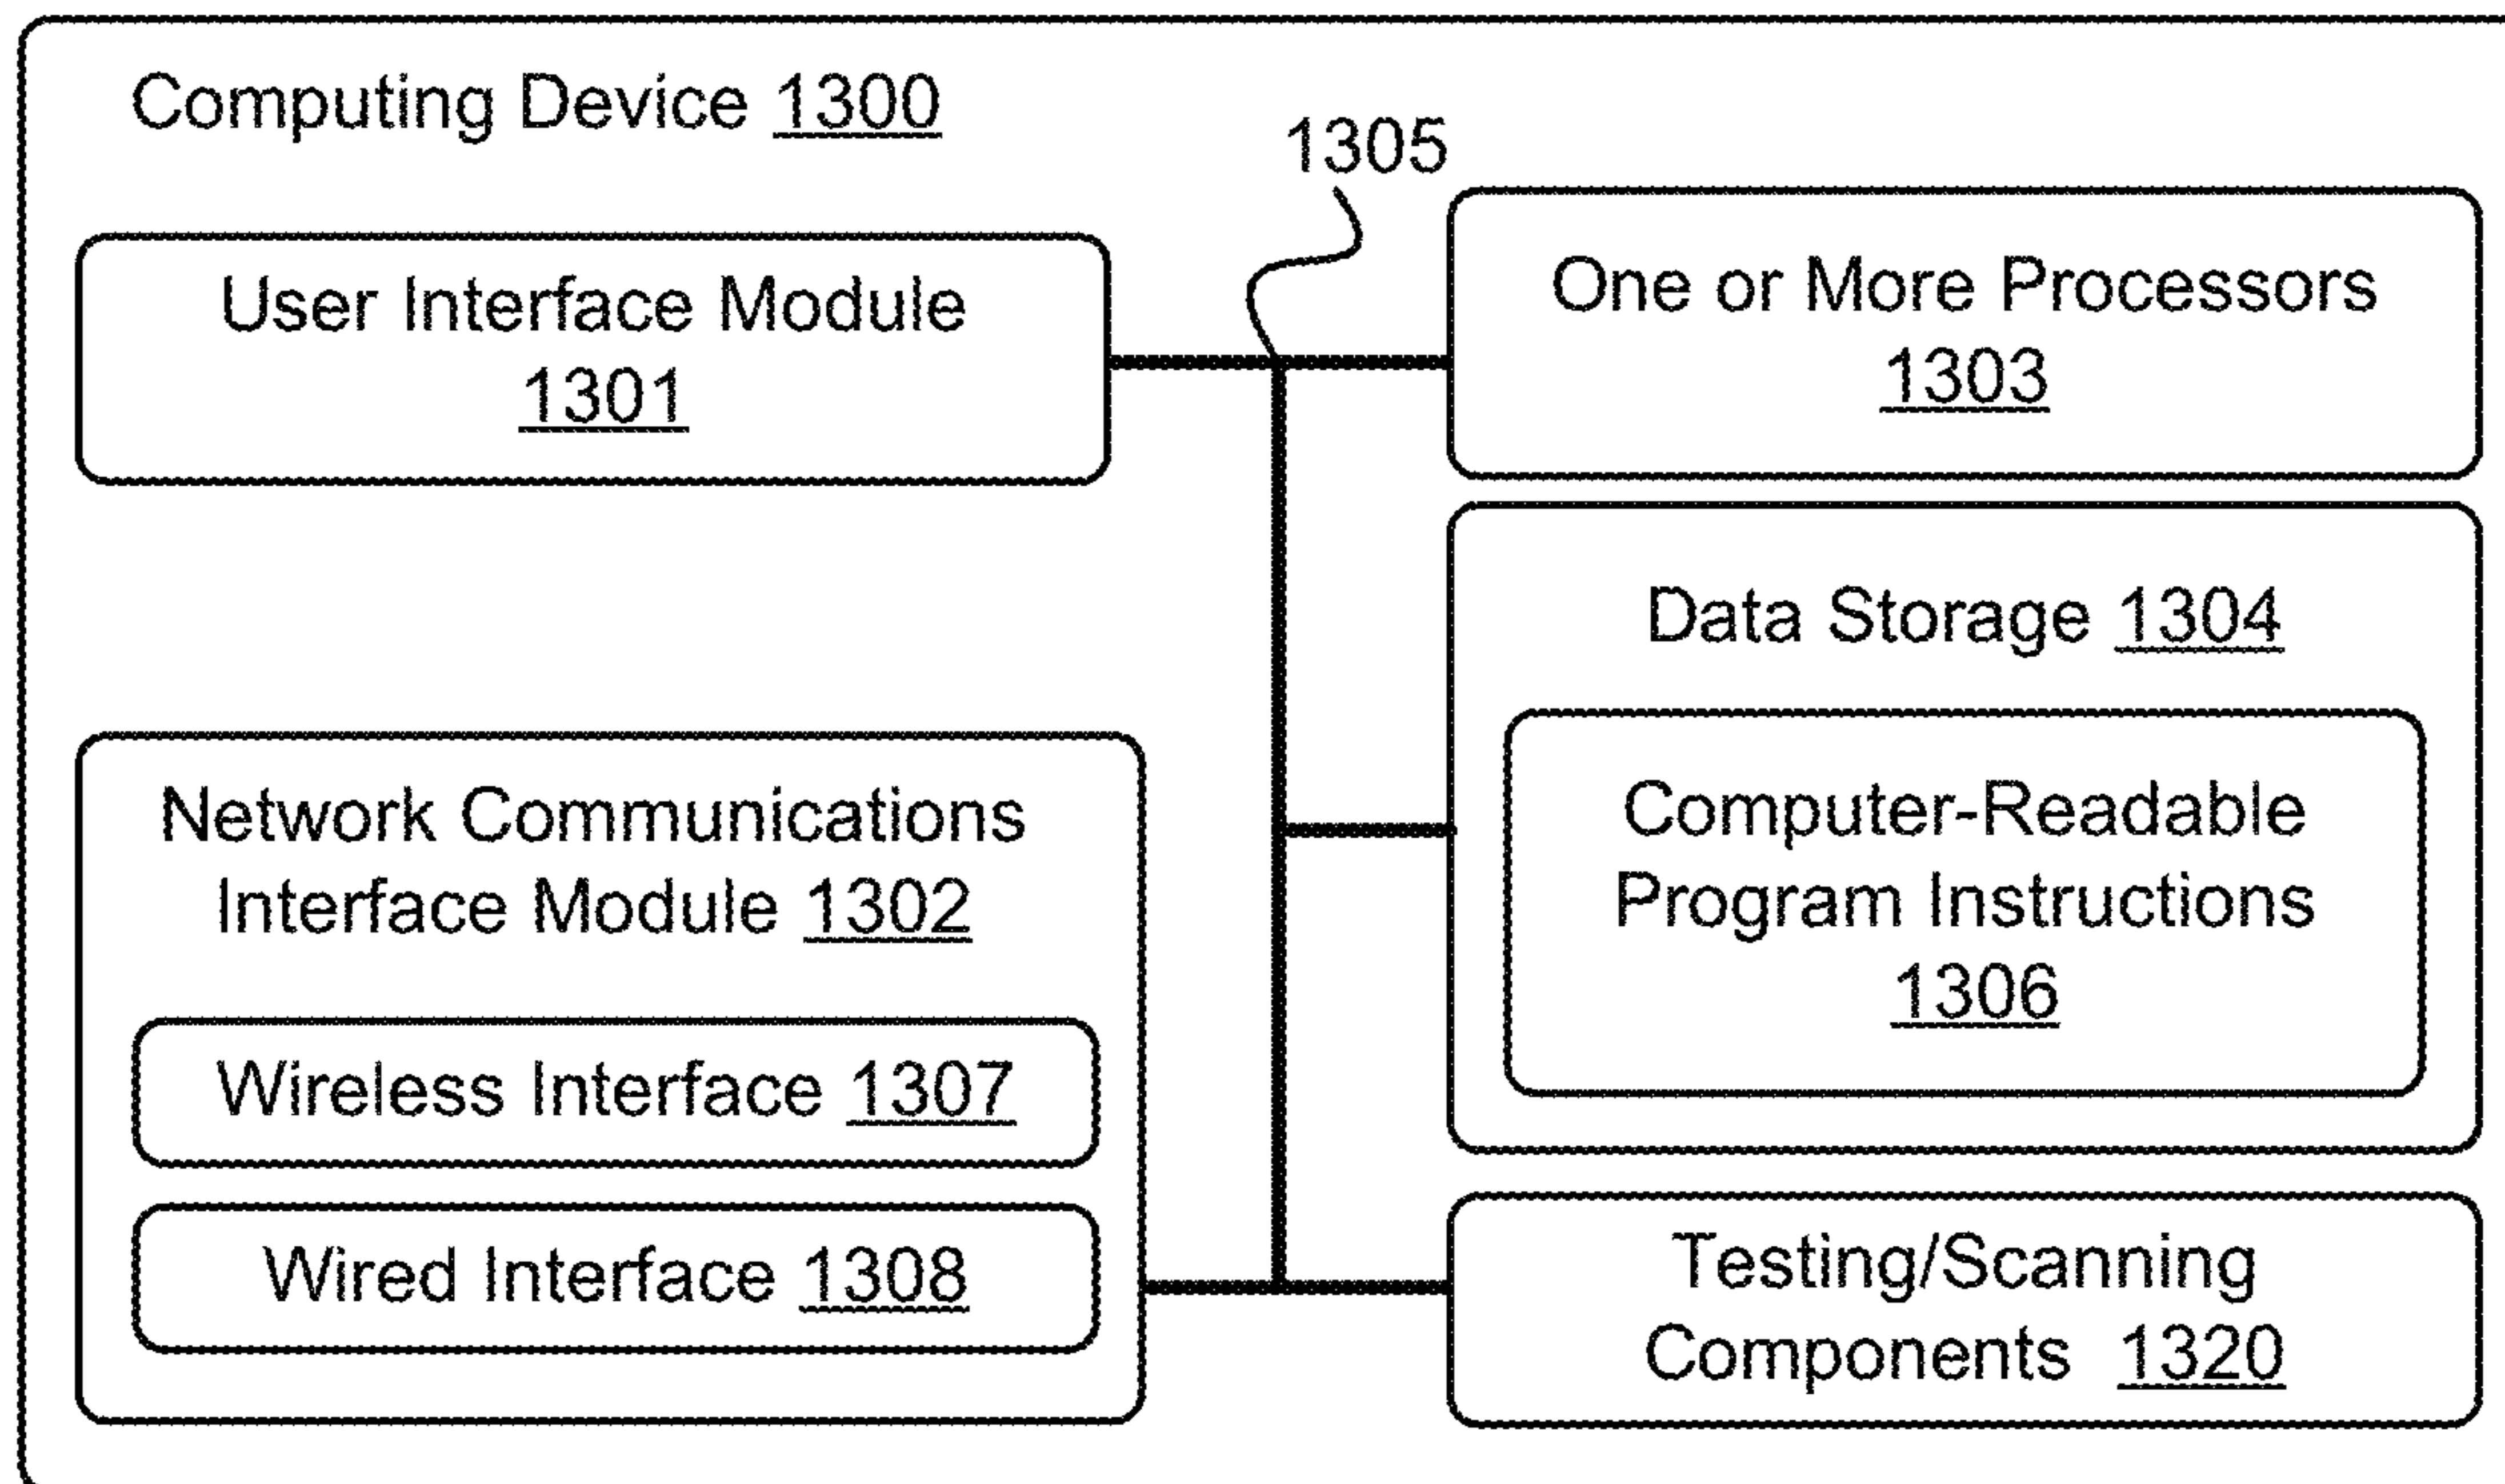 Computing Device 1300
1305
User Interface Module
1301
One or More Processors
1303
Data Storage 1304
Computer-Readable
Program Instructions
1306
Network Communications
Interface Module 1302
Wireless Interface 1307
Wired Interface 1308
Testing/Scanning
Components 1320